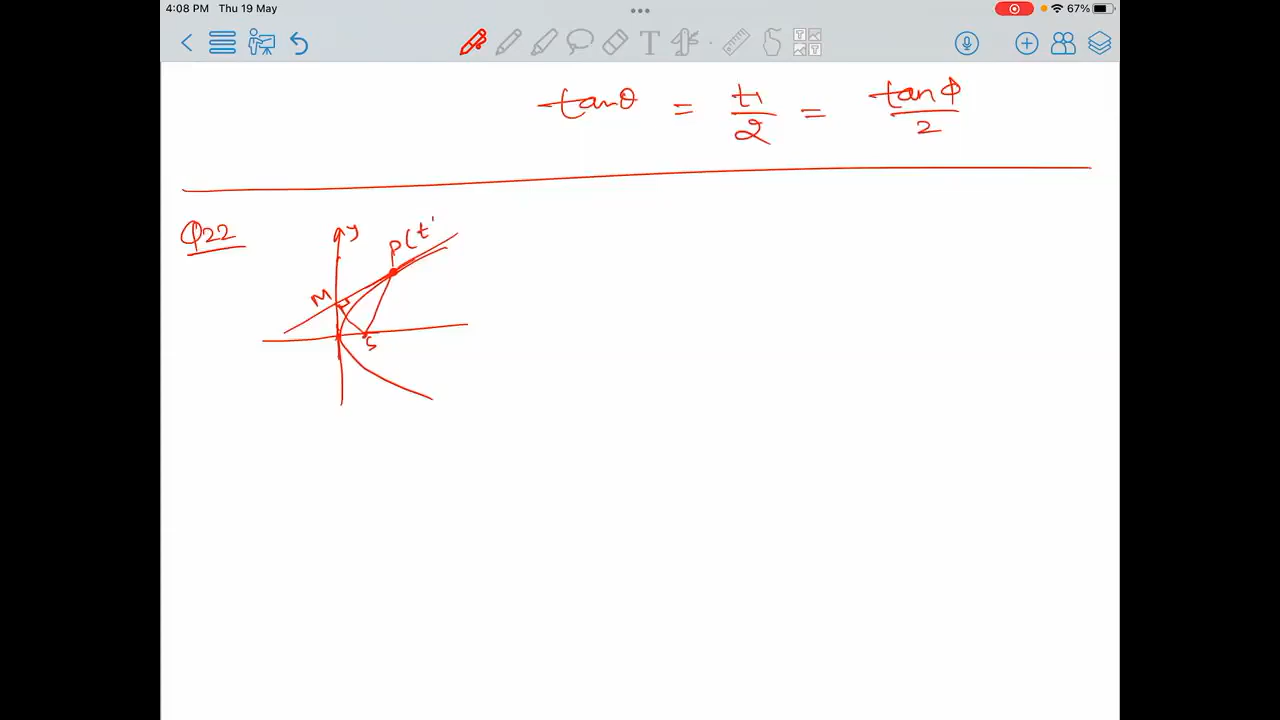 4:08 PM Thu 19 May
67%
T
tanθ = t1/2 = tanϕ/2
Q22
y
P(t
M
S